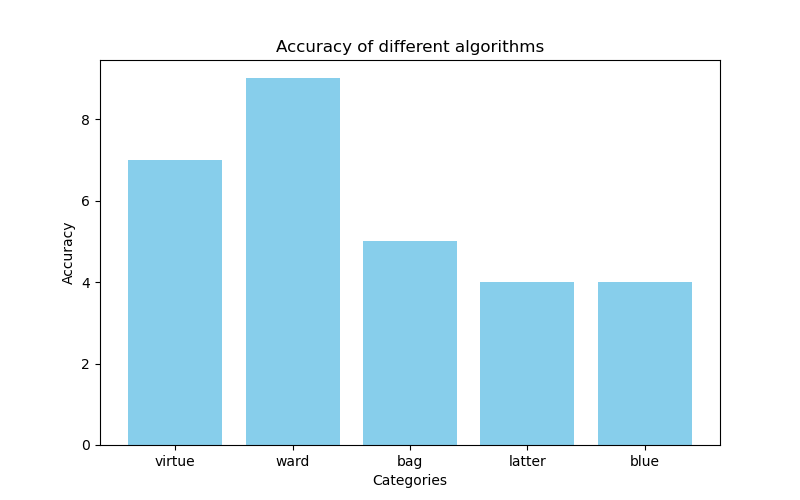 Accuracy of different algorithms
8
6
4
2
0
Accuracy
virtue ward bag latter blue
Categories